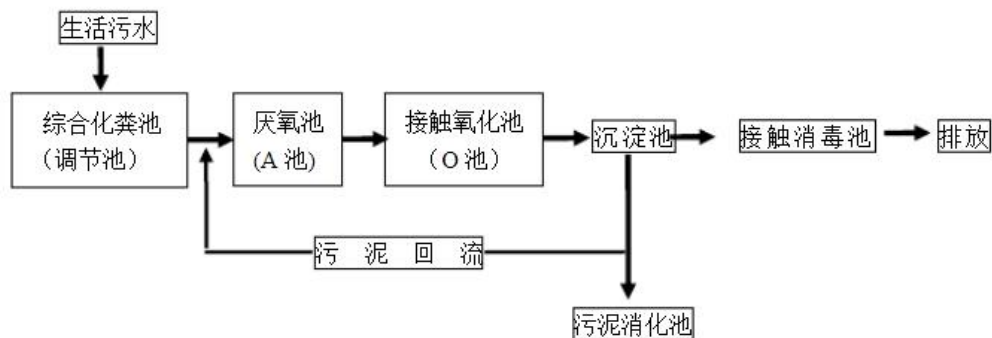 生活污水
综合化粪池
（调节池）
厌氧池
(A 池)
接触氧化池
（O 池）
沉淀池
接触消毒池
排放
污 泥 回 流
污泥消化池